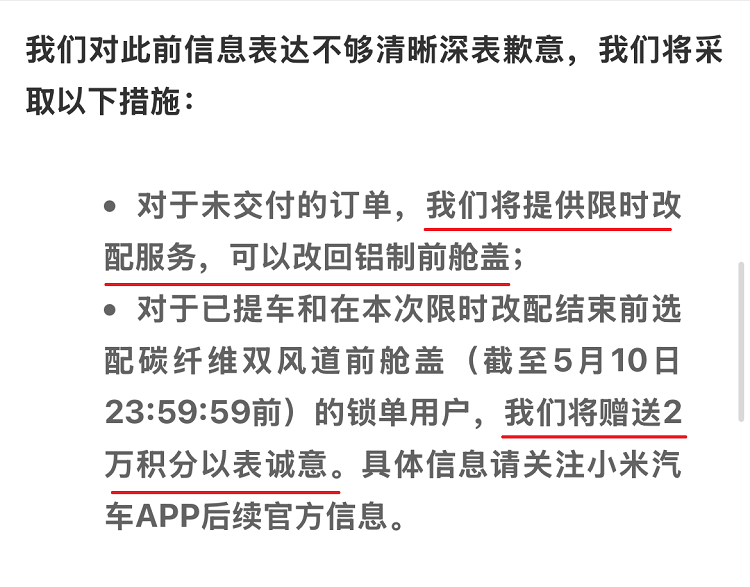 我们对此前信息表达不够清晰深表歉意，我们将采
取以下措施：
• 对于未交付的订单，我们将提供限时改
配服务，可以改回铝制前舱盖；
• 对于已提车和在本次限时改配结束前选
配碳纤维双风道前舱盖（截至5月10日
23:59:59前）的锁单用户，我们将赠送2
万积分以表诚意。具体信息请关注小米汽
车APP后续官方信息。